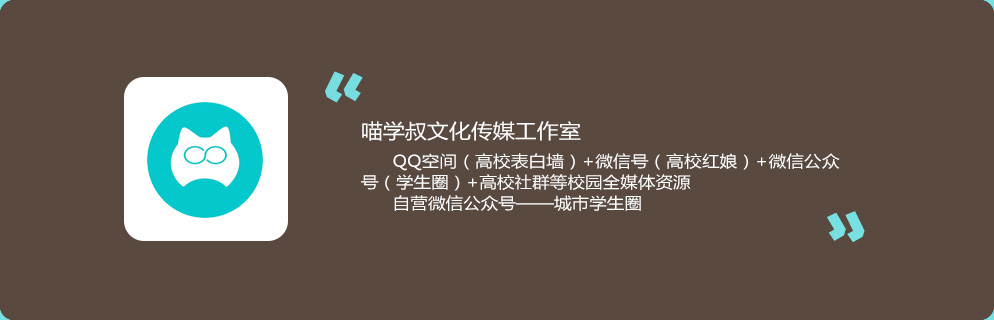 喵学叔文化传媒工作室
QQ空间（高校表白墙）+微信号（高校红娘）+微信公众
号（学生圈）+高校社群等校园全媒体资源
自营微信公众号——城市学生圈